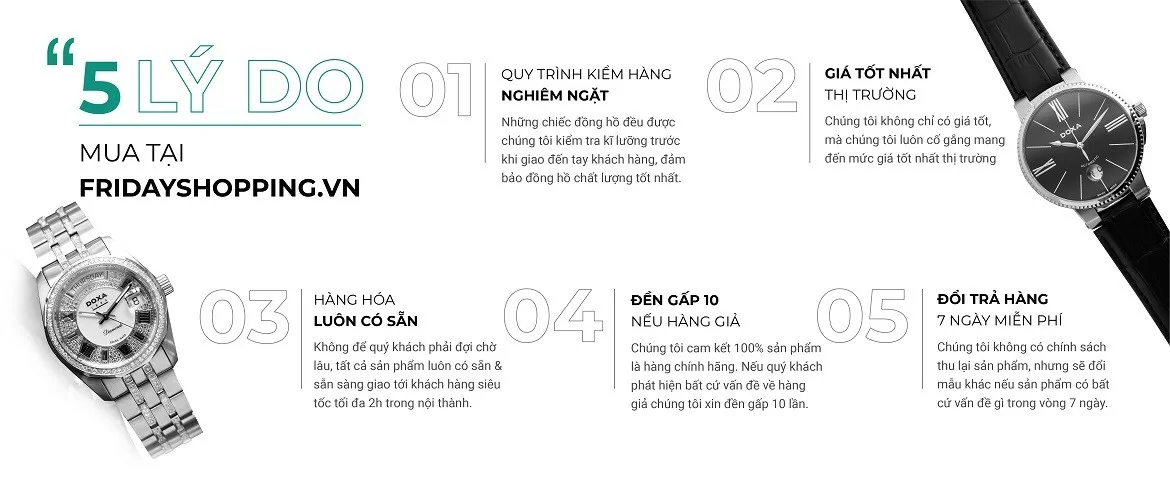 “5 LÝ DO
MUA TẠI
FRIDAYSHOPPING.VN
01
QUY TRÌNH KIỂM HÀNG
NGHIÊM NGẶT
Những chiếc đồng hồ đều được
chúng tôi kiểm tra kĩ lưỡng trước
khi giao đến tay khách hàng, đảm
bảo đồng hồ chất lượng tốt nhất.
02
GIÁ TỐT NHẤT
THỊ TRƯỜNG
Chúng tôi không chỉ có giá tốt,
mà chúng tôi luôn cố gắng mang
đến mức giá tốt nhất thị trường
DOXA
03
HÀNG HÓA
LUÔN CÓ SẴN
Không để quý khách phải đợi chờ
lâu, tất cả sản phẩm luôn có sẵn &
sẵn sàng giao tới khách hàng siêu
tốc tối đa 2h trong nội thành.
04
ĐỀN GẤP 10
NẾU HÀNG GIẢ
Chúng tôi cam kết 100% sản phẩm
là hàng chính hãng. Nếu quý khách
phát hiện bất cứ vấn đề về hàng
giả chúng tôi xin đền gấp 10 lần.
05
ĐỔI TRẢ HÀNG
7 NGÀY MIỄN PHÍ
Chúng tôi không có chính sách
thu lại sản phẩm, nhưng sẽ đổi
mẫu khác nếu sản phẩm có bất
cứ vấn đề gì trong vòng 7 ngày.
DOXA